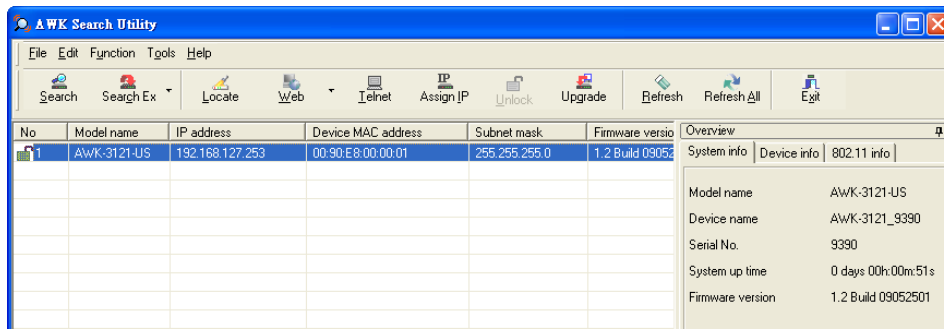 AWK Search Utility
File Edit Function Tools Help
Search Search Ex Locate Web Telnet IP Assign IP Unlock Upgrade Refresh Refresh All Exit
No Model name IP address Device MAC address Subnet mask Firmware versio
1 AWK-3121-US 192.168.127.253 00:90:E8:00:00:01 255.255.255.0 1.2 Build 09052
Overview
System info Device info 802.11 info
Model name AWK-3121-US
Device name AWK-3121_9390
Serial No. 9390
System up time 0 days 00h:00m:51s
Firmware version 1.2 Build 09052501